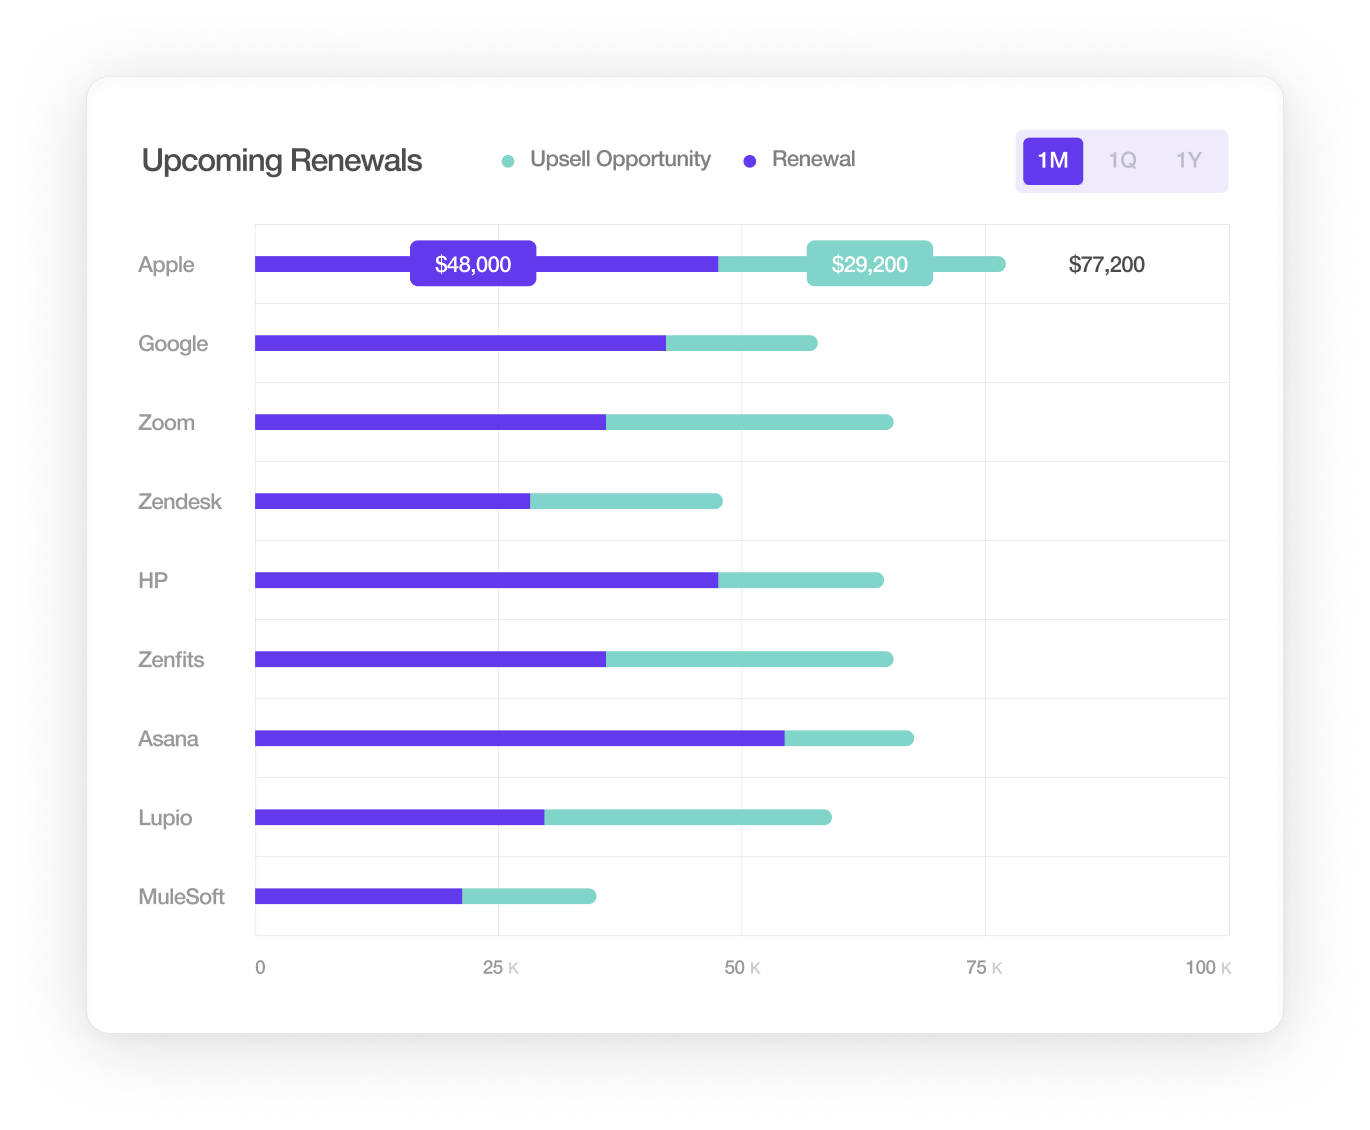 Upcoming Renewals
Upsell Opportunity
Renewal
1M 1Q 1Y
Apple $48,000 $29,200 $77,200
Google
Zoom
Zendesk
HP
Zenfits
Asana
Lupio
MuleSoft
0 25 K 50 K 75 K 100 K